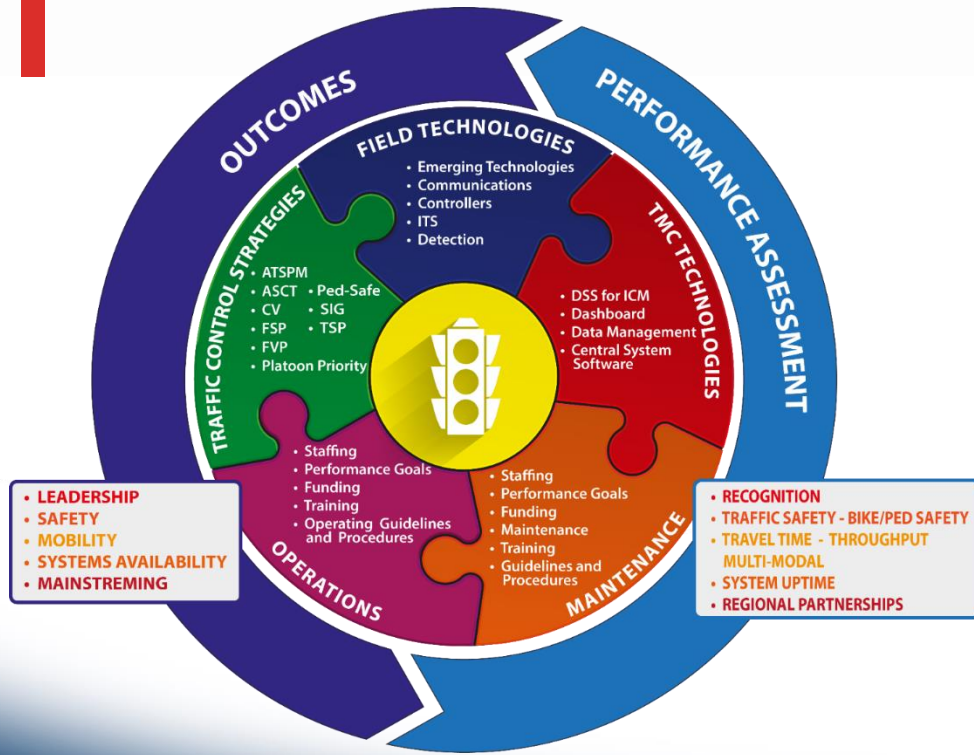 OUTCOMES
PERFORMANCE ASSESSMENT
FIELD TECHNOLOGIES
• Emerging Technologies
• Communications
• Controllers
• ITS
• Detection
TRAFFIC CONTROL STRATEGIES
• ATSPM
• ASCT • Ped-Safe
• CV • SIG
• FSP • TSP
• FVP
• Platoon Priority
TMC TECHNOLOGIES
• DSS for ICM
• Dashboard
• Data Management
• Central System
Software
OPERATIONS
• Staffing
• Performance Goals
• Funding
• Training
• Operating Guidelines
and Procedures
MAINTENANCE
• Staffing
• Performance Goals
• Funding
• Maintenance
• Training
• Guidelines and
Procedures
• LEADERSHIP
• SAFETY
• MOBILITY
• SYSTEMS AVAILABILITY
• MAINSTREMING
• RECOGNITION
• TRAFFIC SAFETY - BIKE/PED SAFETY
• TRAVEL TIME - THROUGHPUT
MULTI-MODAL
• SYSTEM UPTIME
• REGIONAL PARTNERSHIPS